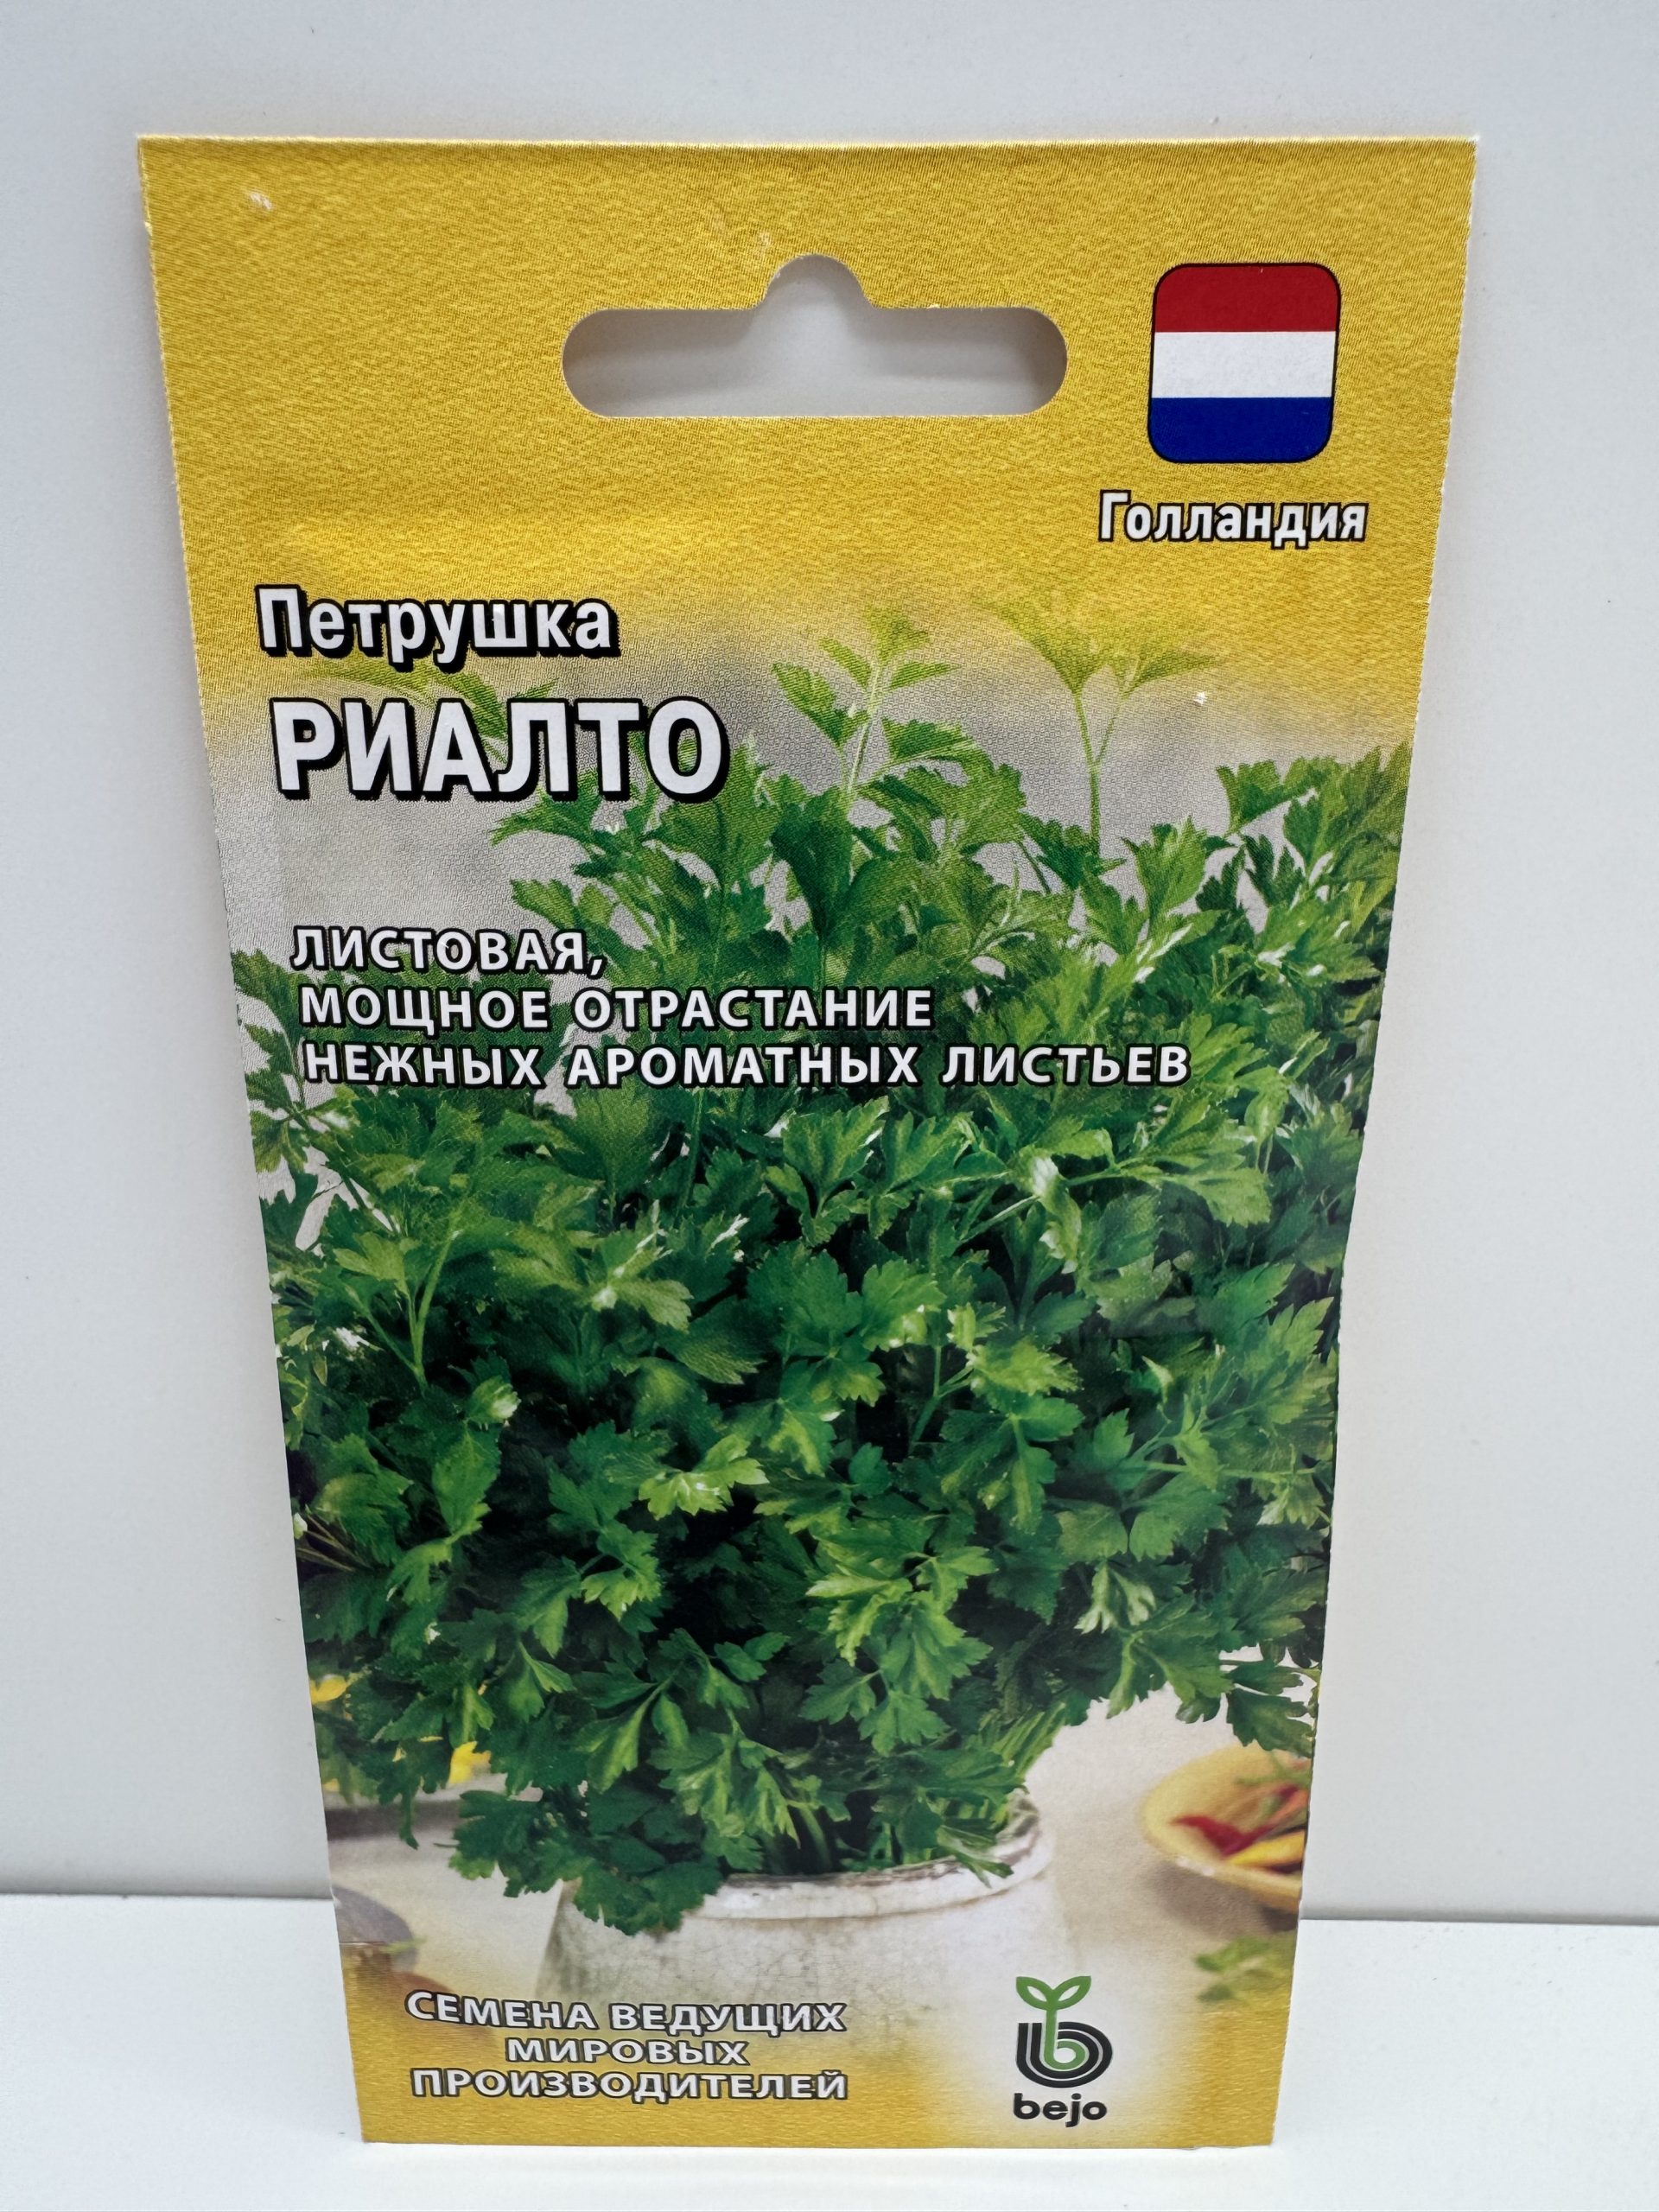 Голландия
Петрушка
РИАЛТО
ЛИСТОВАЯ,
МОЩНОЕ ОТРАСТАНИЕ
НЕЖНЫХ АРОМАТНЫХ ЛИСТЬЕВ
СЕМЕНА ВЕДУЩИХ
МИРОВЫХ
ПРОИЗВОДИТЕЛЕЙ
bejo